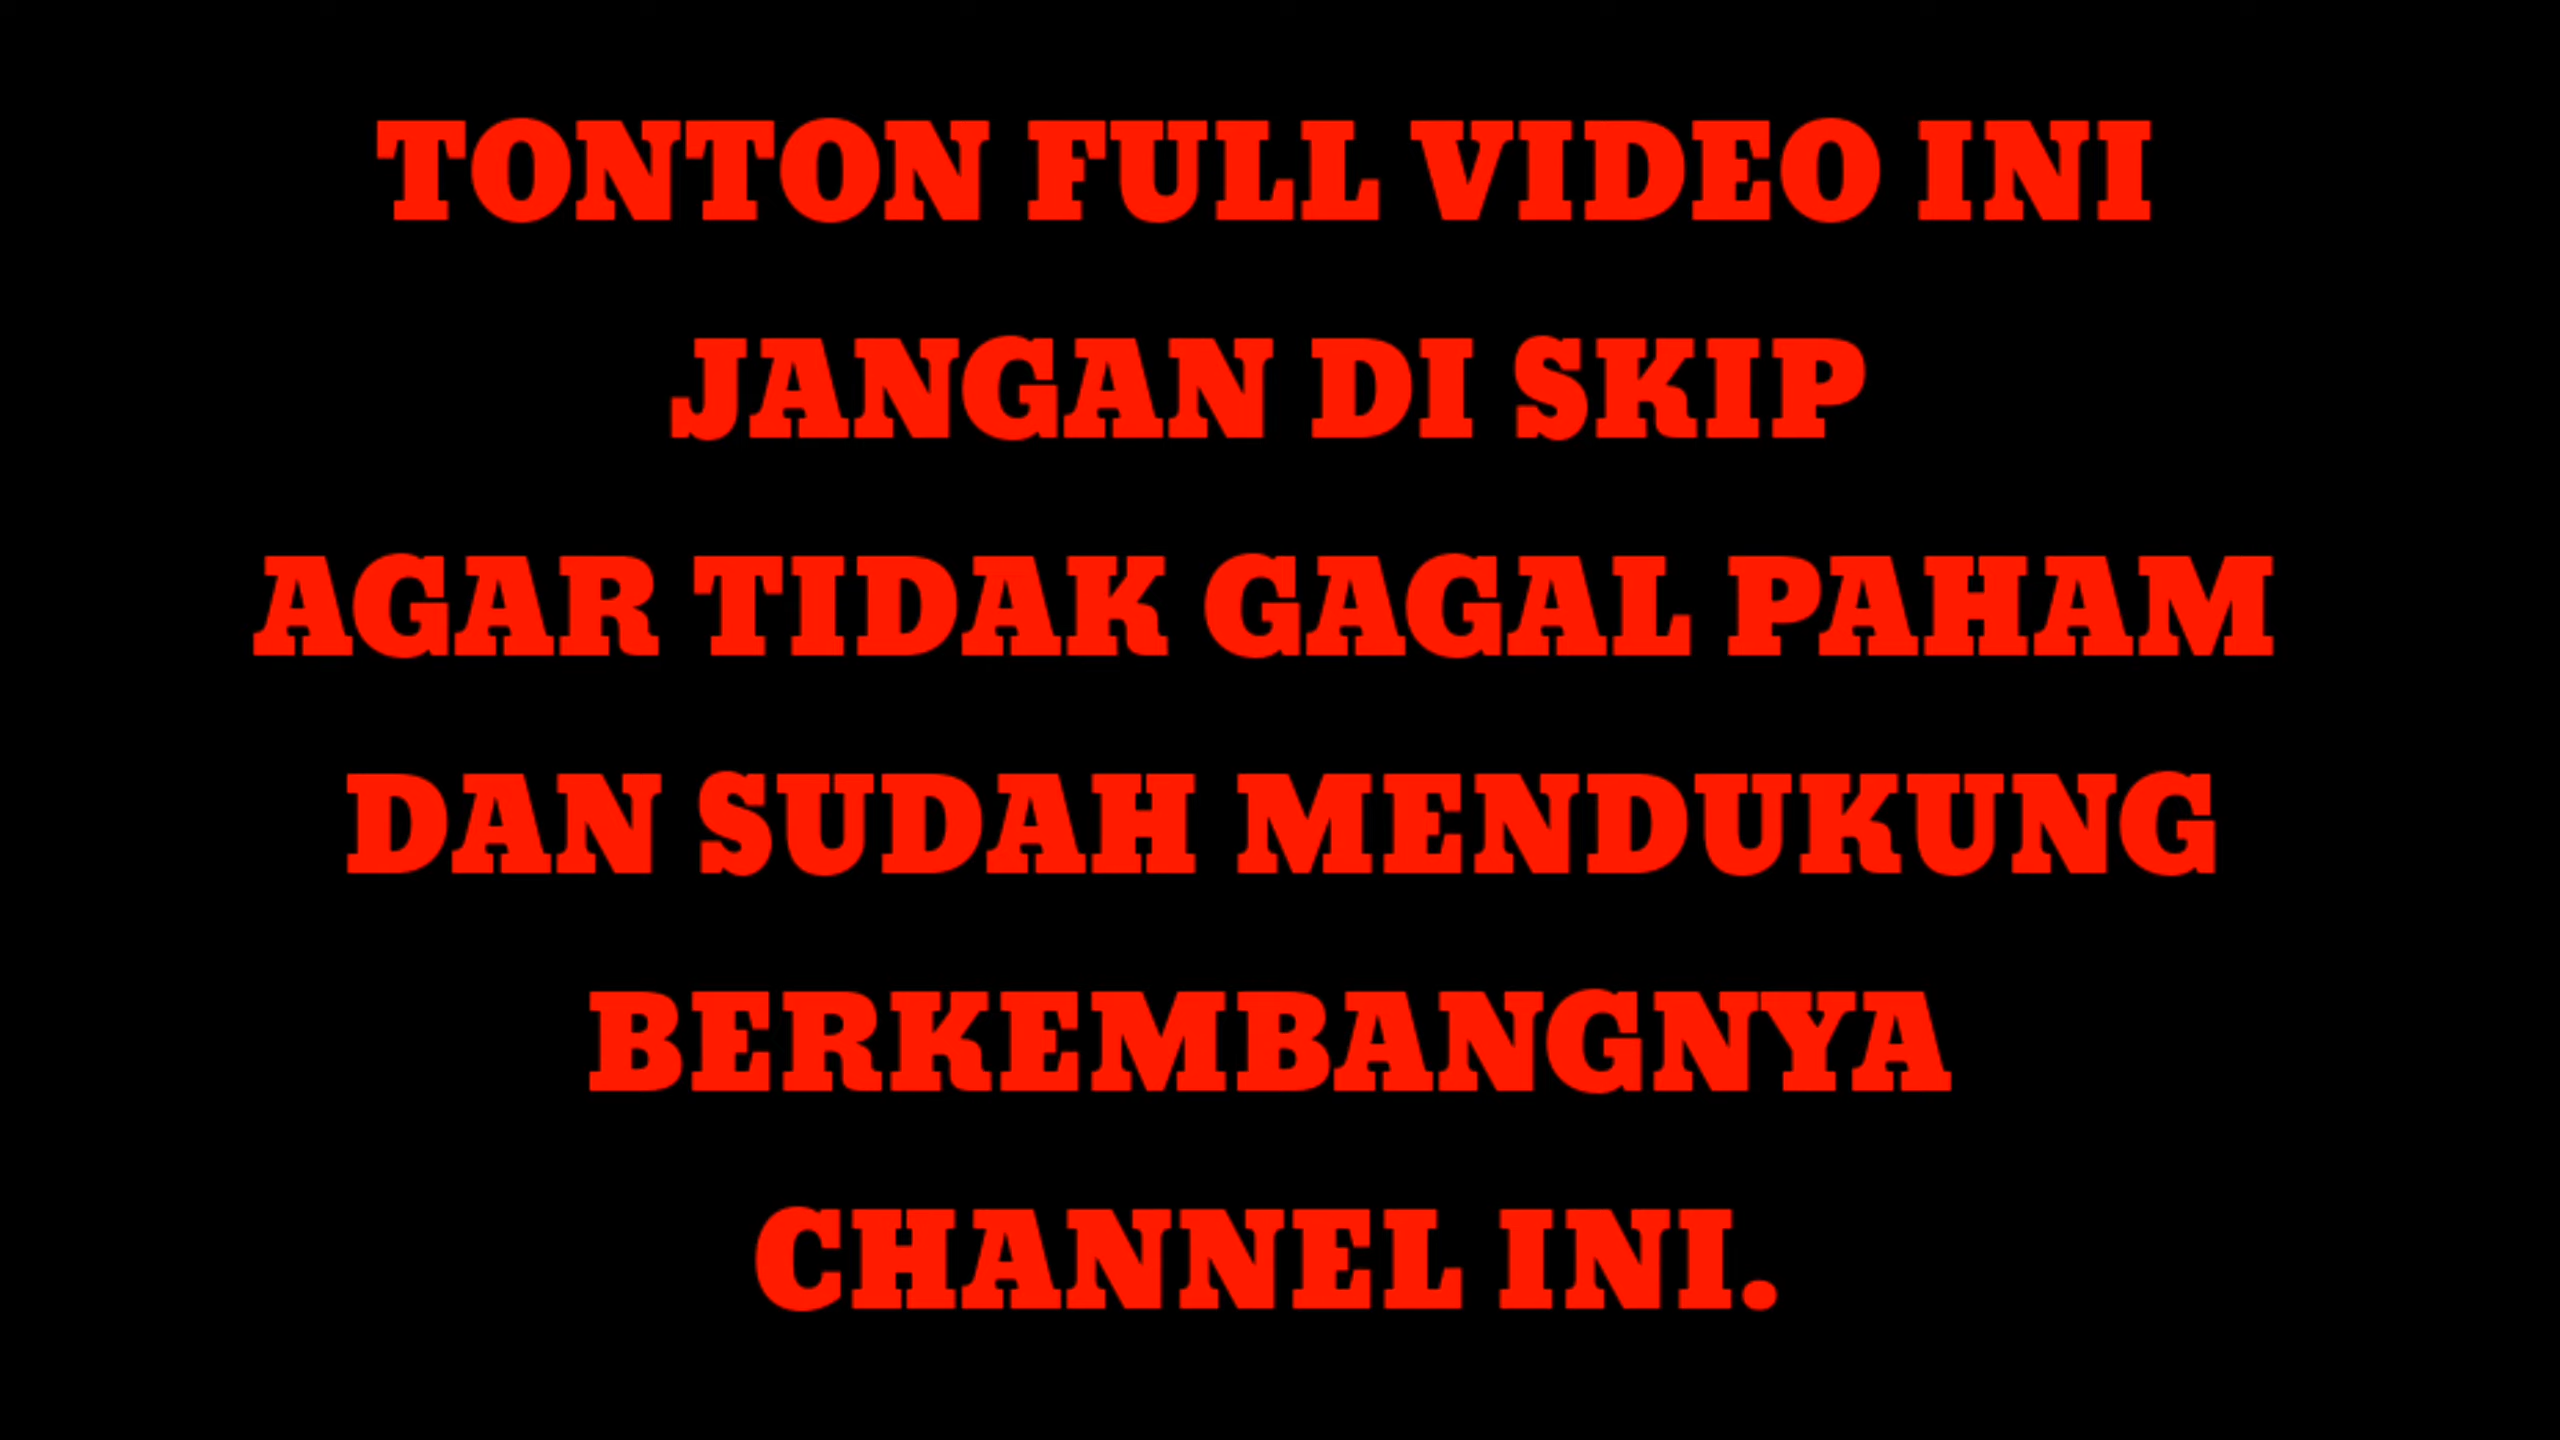 TONTON FULL VIDEO INI
JANGAN DI SKIP
AGAR TIDAK GAGAL PAHAM
DAN SUDAH MENDUKUNG
BERKEMBANGNYA
CHANNEL INI.